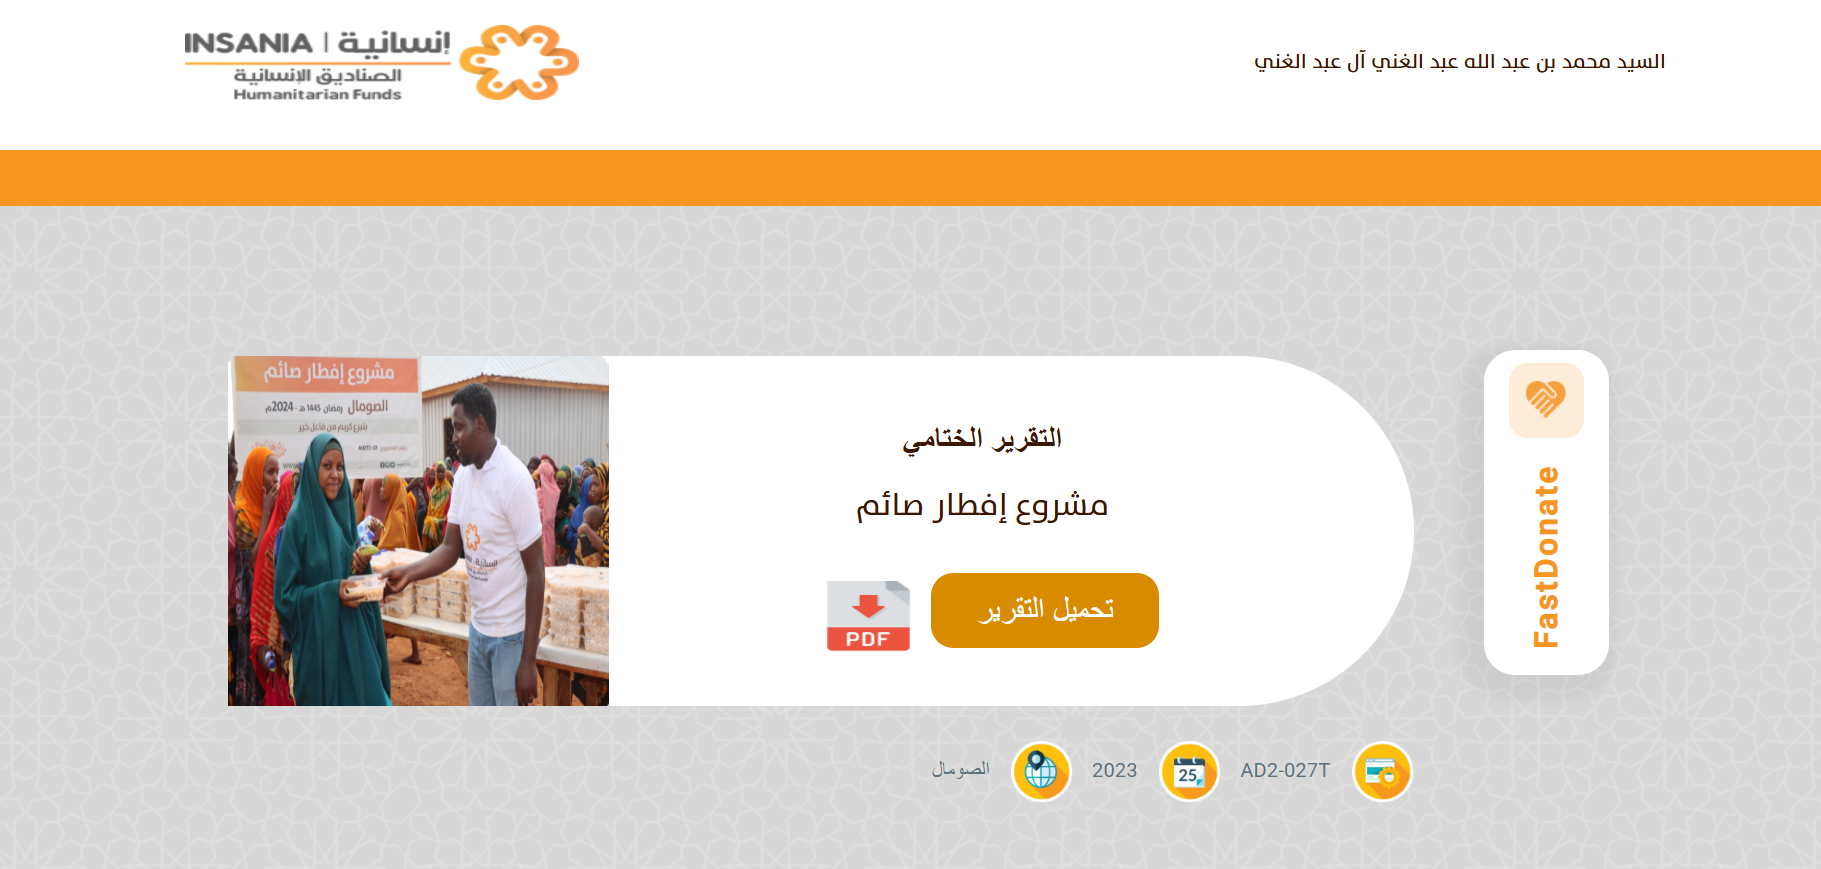 السيد محمد بن عبد الله عبد الغني آل عبد الغني
إنسانية | INSANIA
الصناديق الإنسانية
Humanitarian Funds
التقرير الختامي
مشروع إفطار صائم
تحميل التقرير
PDF
FastDonate
مشروع إفطار صائم
الصومال رمضان 1445 هـ - 2024م
بتبرع كريم من فاعل خير
إنسانية
AD2-027T
25
2023
الصومال